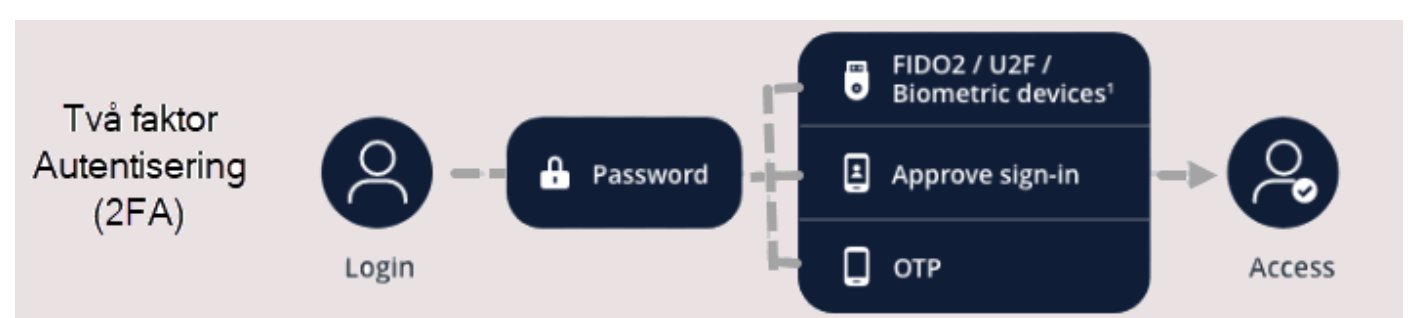 Två faktor
Autentisering
(2FA)
Login
Password
FIDO2 / U2F /
Biometric devices¹
Approve sign-in
OTP
Access